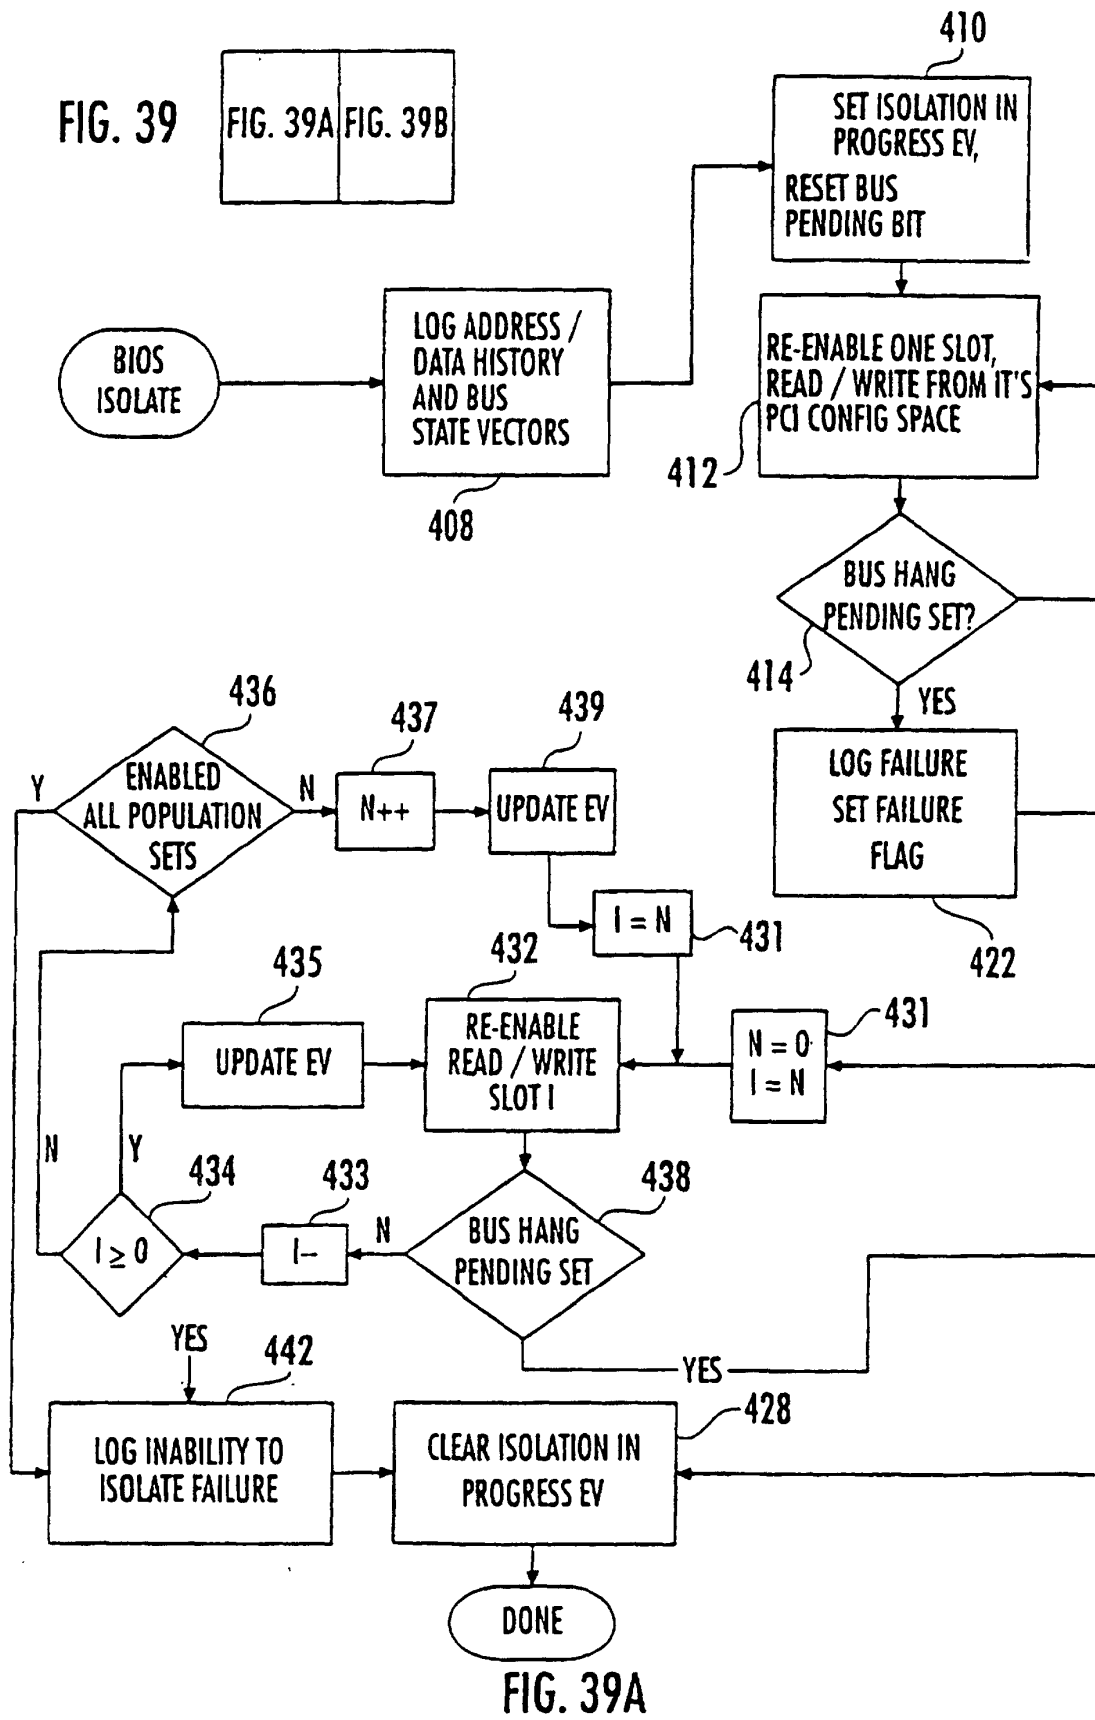 FIG. 39
FIG. 39A
FIG. 39B
410
SET ISOLATION IN
PROGRESS EV,
RESET BUS
PENDING BIT
BIOS
ISOLATE
LOG ADDRESS /
DATA HISTORY
AND BUS
STATE VECTORS
408
RE-ENABLE ONE SLOT,
READ / WRITE FROM IT'S
PCI CONFIG SPACE
412
BUS HANG
PENDING SET?
414
YES
LOG FAILURE
SET FAILURE
FLAG
422
436
ENABLED
ALL POPULATION
SETS
Y
N
437
N++
439
UPDATE EV
I = N
431
435
UPDATE EV
432
RE-ENABLE
READ / WRITE
SLOT I
431
N = 0
I = N
N
Y
434
I ≥ 0
433
I–
N
438
BUS HANG
PENDING SET
YES
YES
442
LOG INABILITY TO
ISOLATE FAILURE
428
CLEAR ISOLATION IN
PROGRESS EV
DONE
FIG. 39A